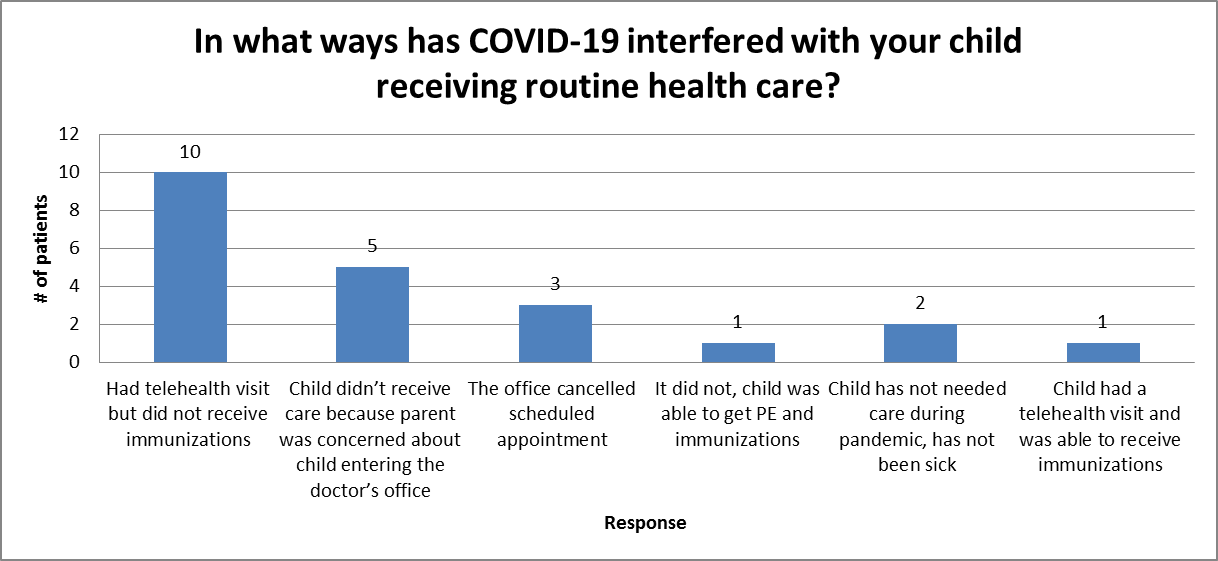 In what ways has COVID-19 interfered with your child
receiving routine health care?
# of patients
12
10
8
6
4
2
0
10
5
3
1
2
1
Had telehealth visit
but did not receive
immunizations
Child didn’t receive
care because parent
was concerned about
child entering the
doctor’s office
The office cancelled
scheduled
appointment
It did not, child was
able to get PE and
immunizations
Child has not needed
care during
pandemic, has not
been sick
Child had a
telehealth visit and
was able to receive
immunizations
Response